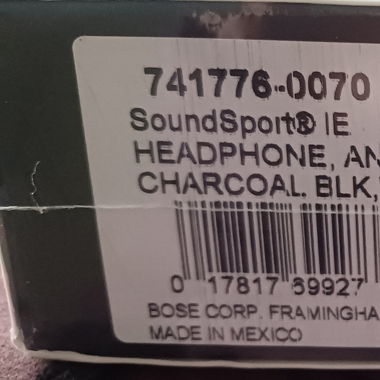 741776-0070
SoundSport® IE
HEADPHONE, AN
CHARCOAL BLK,
0 17817 69927
BOSE CORP. FRAMINGHA
MADE IN MEXICO